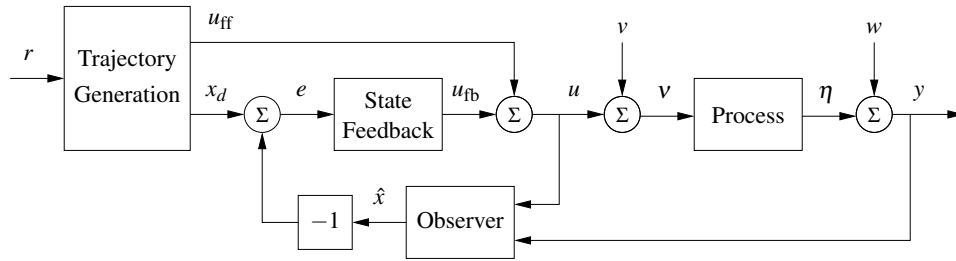 r
Trajectory
Generation
u_ff
x_d
Σ
e
State
Feedback
u_fb
Σ
u
v
Σ
ν
Process
η
w
Σ
y
−1
x̂
Observer